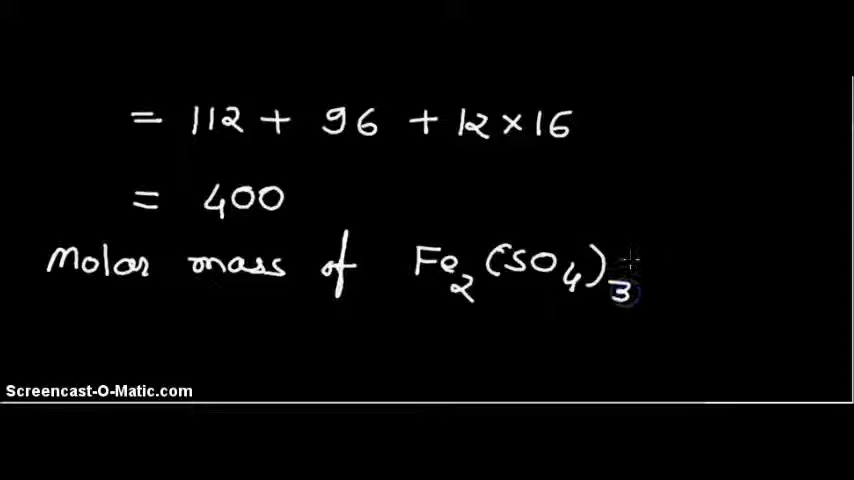 = 112 + 96 + 12 × 16
= 400
Molar mass of Fe₂(SO₄)₃
Screencast-O-Matic.com